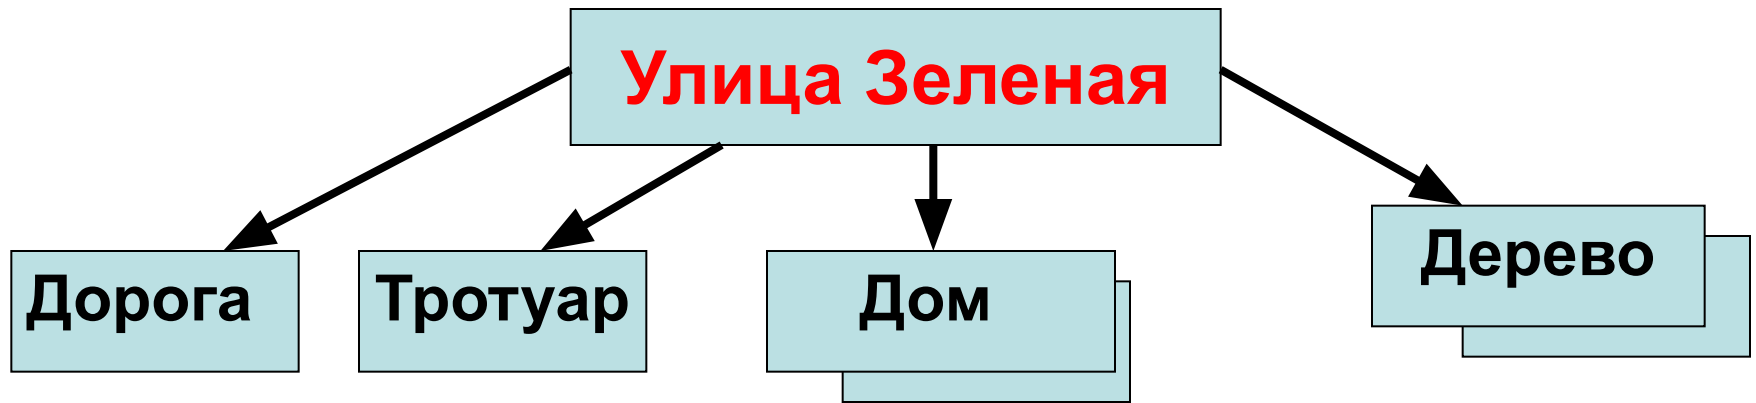 Улица Зеленая
Дорога
Тротуар
Дом
Дерево